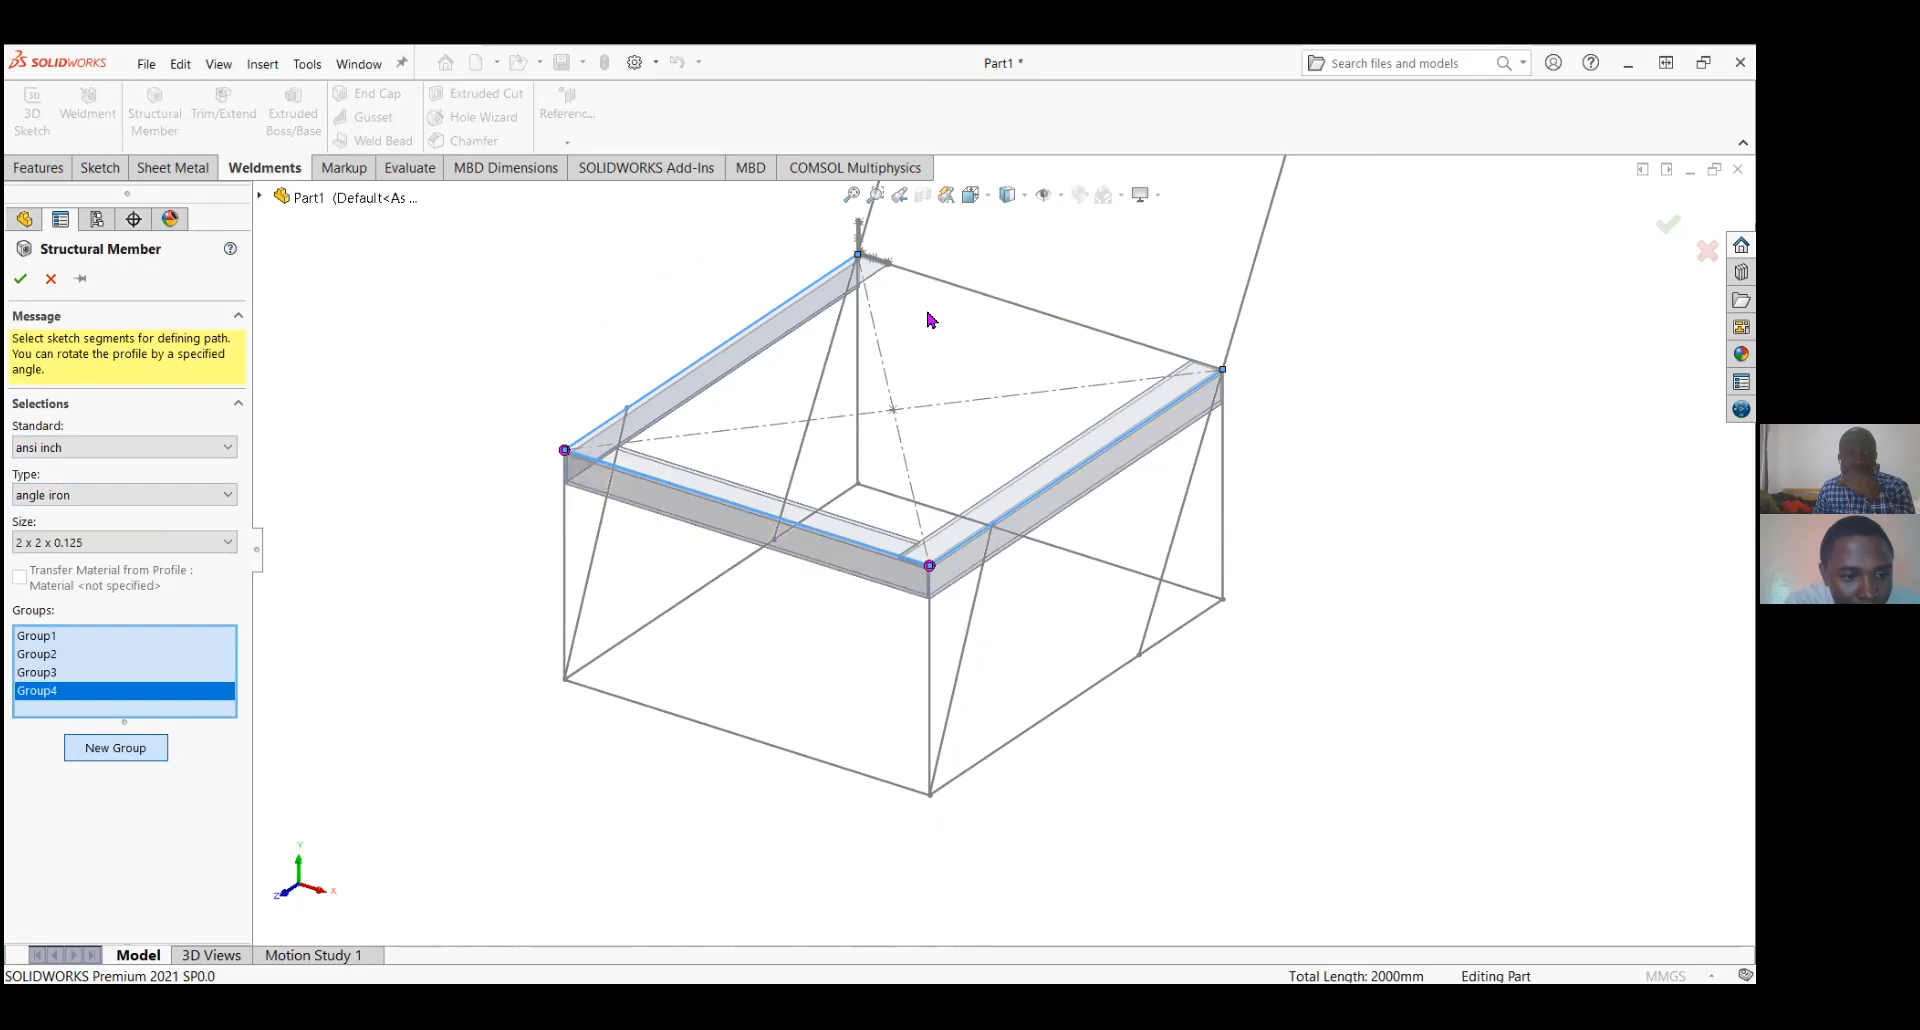 SOLIDWORKS
File Edit View Insert Tools Window
Part1 *
Search files and models
3D Sketch
Weldment
Structural Member
Trim/Extend
Extruded Boss/Base
End Cap
Gusset
Weld Bead
Extruded Cut
Hole Wizard
Chamfer
Referenc...
Features Sketch Sheet Metal Weldments Markup Evaluate MBD Dimensions SOLIDWORKS Add-Ins MBD COMSOL Multiphysics
Part1 (Default<As ...
Structural Member
Message
Select sketch segments for defining path.
You can rotate the profile by a specified
angle.
Selections
Standard:
ansi inch
Type:
angle iron
Size:
2 x 2 x 0.125
Transfer Material from Profile :
Material <not specified>
Groups:
Group1
Group2
Group3
Group4
New Group
Y
Z
X
Model 3D Views Motion Study 1
SOLIDWORKS Premium 2021 SP0.0
Total Length: 2000mm Editing Part MMGS